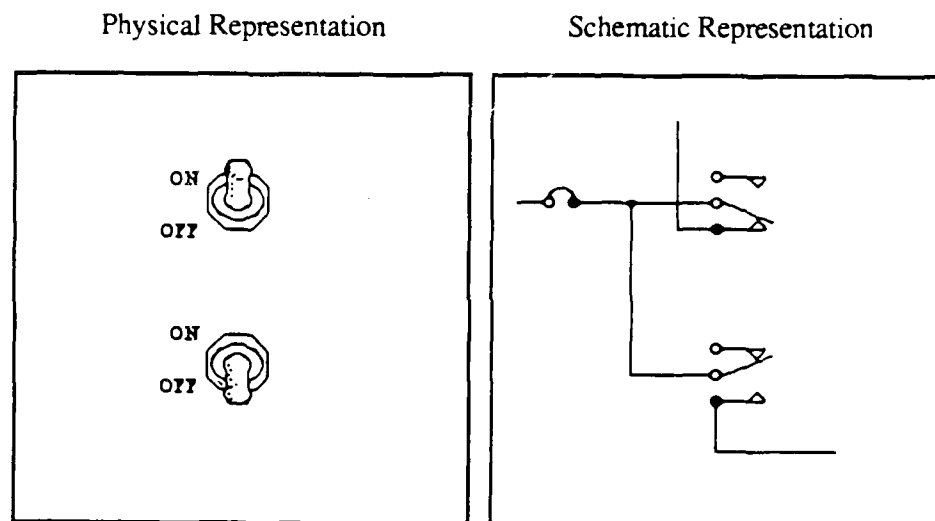 Physical Representation
Schematic Representation
ON
OFF
ON
OFF